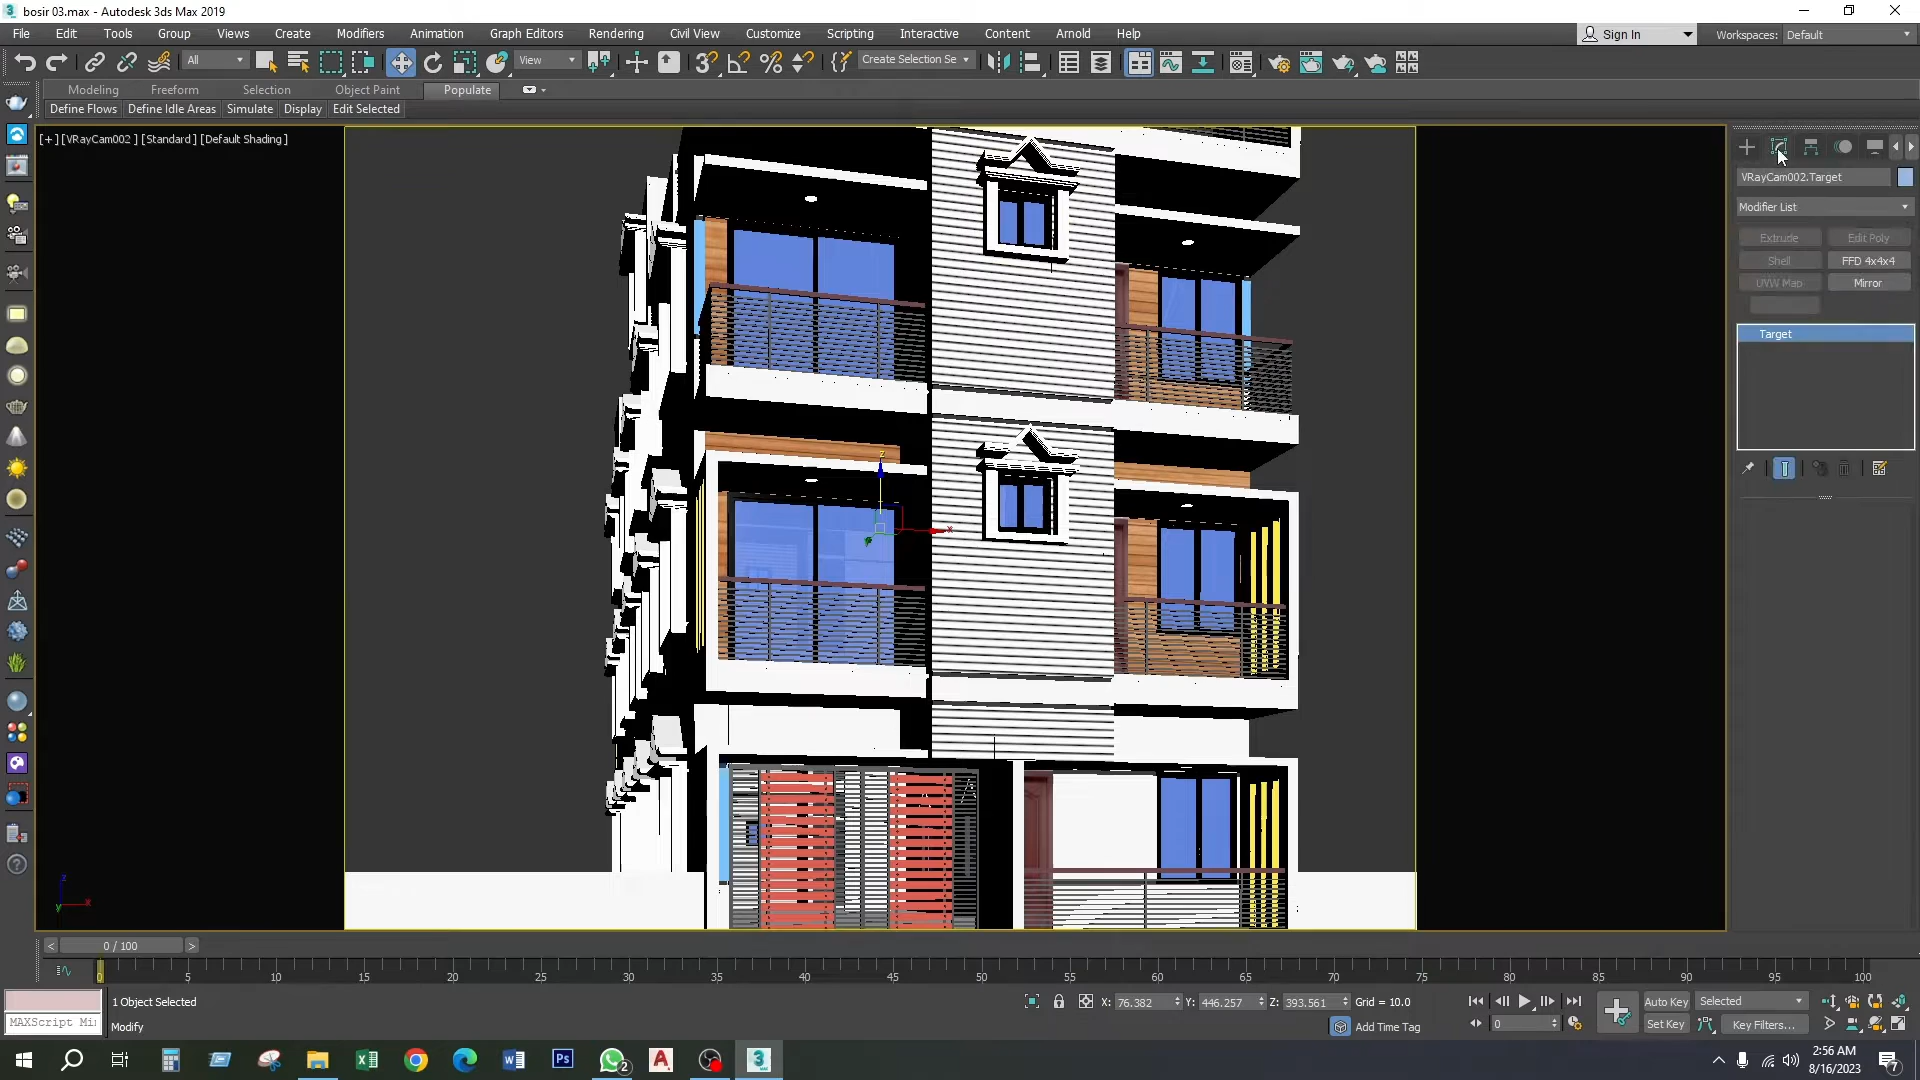 bosir 03.max - Autodesk 3ds Max 2019
File Edit Tools Group Views Create Modifiers Animation Graph Editors Rendering Civil View Customize Scripting Interactive Content Arnold Help
Sign In
Workspaces: Default
All
View
Create Selection Se
Modeling Freeform Selection Object Paint Populate
Define Flows Define Idle Areas Simulate Display Edit Selected
[+] [VRayCam002 ] [Standard] [Default Shading ]
VRayCam002.Target
Modifier List
Extrude Edit Poly
Shell FFD 4x4x4
UVW Map Mirror
Target
z
x
z
x
y
< 0 / 100 >
0 5 10 15 20 25 30 35 40 45 50 55 60 65 70 75 80 85 90 95 100
1 Object Selected
X: 76.382 Y: 446.257 Z: 393.561 Grid = 10.0
Auto Key Selected
MAXScript Mi
Modify
Add Time Tag
0
Set Key Key Filters...
2:56 AM
8/16/2023
2
7